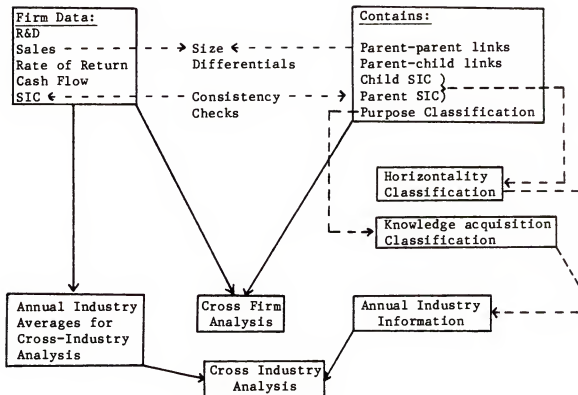 Firm Data:
R&D
Sales
Rate of Return
Cash Flow
SIC
Size
Differentials
Consistency
Checks
Contains:
Parent-parent links
Parent-child links
Child SIC )
Parent SIC)
Purpose Classification
Horizontality
Classification
Knowledge acquisition
Classification
Annual Industry
Averages for
Cross-Industry
Analysis
Cross Firm
Analysis
Annual Industry
Information
Cross Industry
Analysis